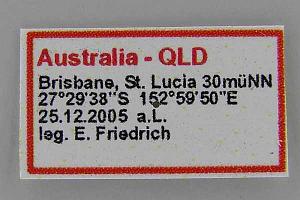 Australia - QLD
Brisbane, St. Lucia 30müNN
27°29'38"S 152°59'50"E
25.12.2005 a.L.
leg. E. Friedrich